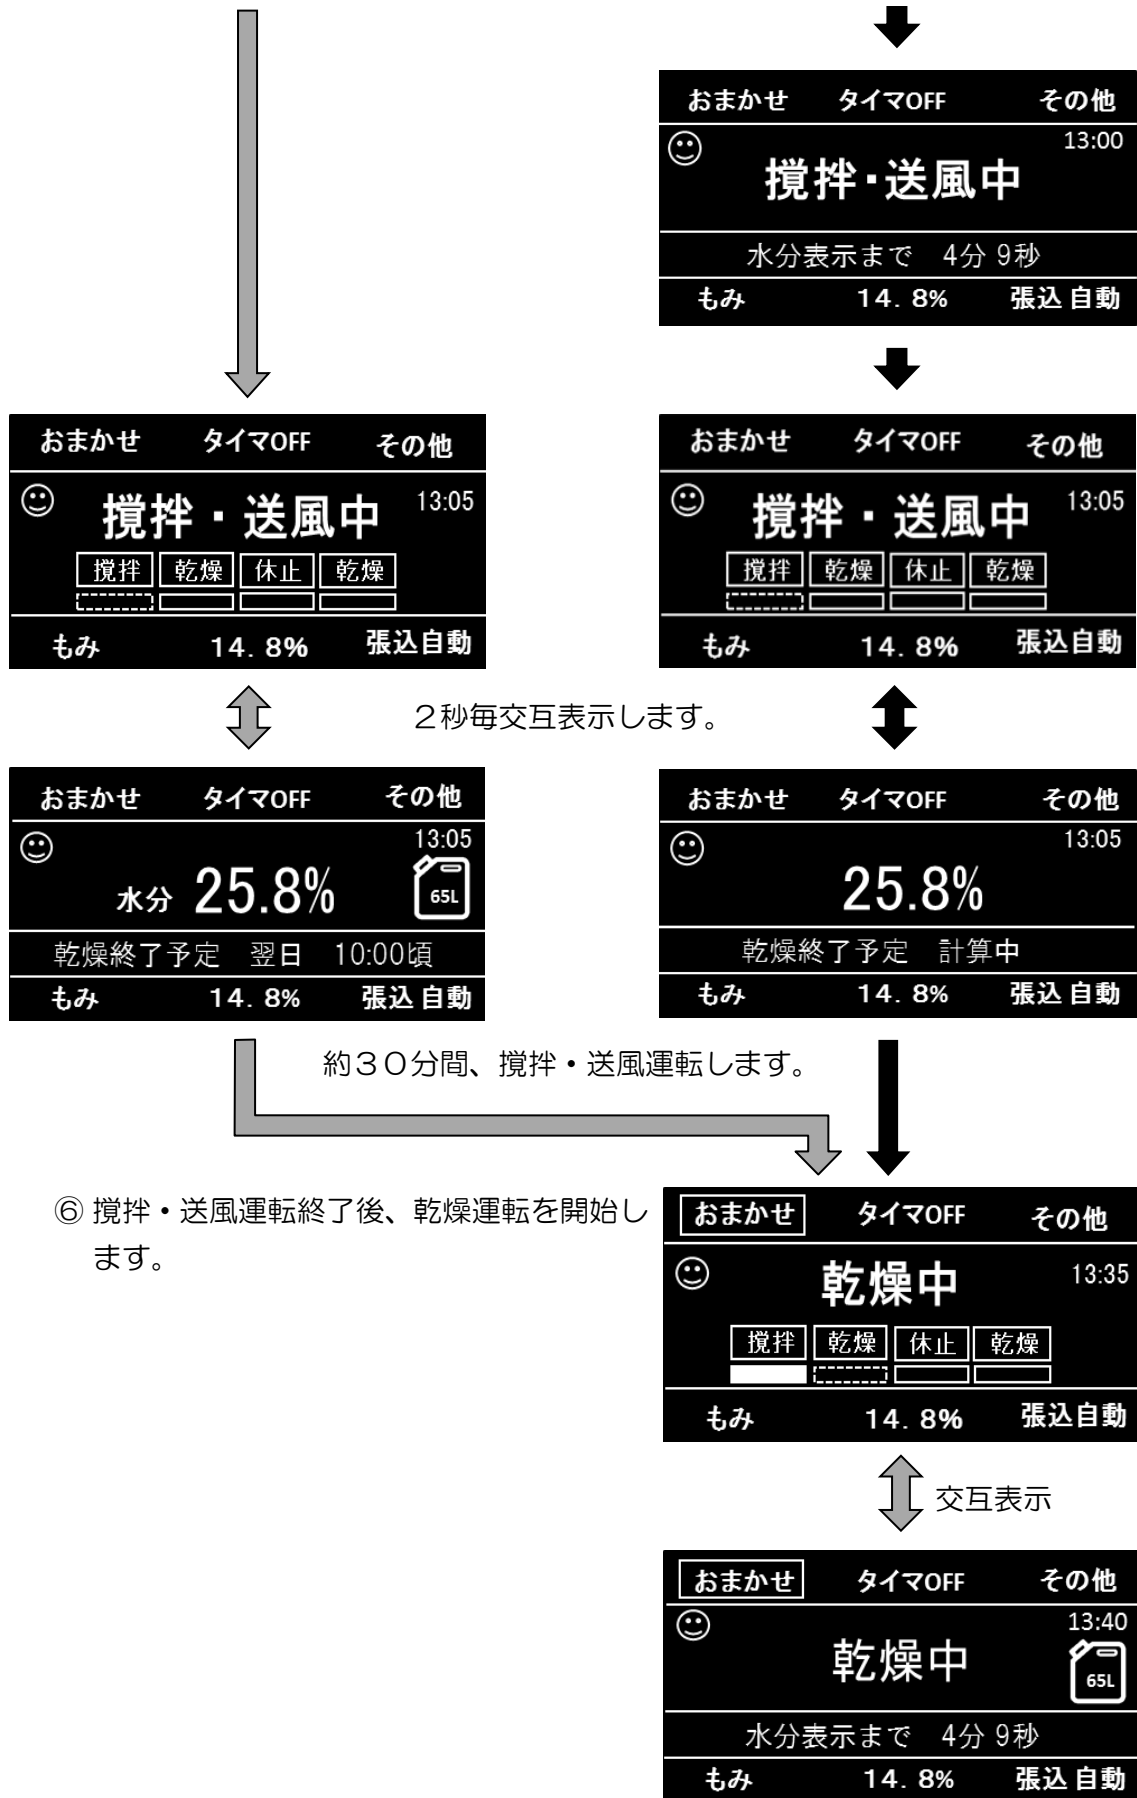 おまかせ タイマOFF その他
13:00
撹拌・送風中
水分表示まで 4分 9秒
もみ 14. 8% 張込 自動
おまかせ タイマOFF その他
撹拌・送風中 13:05
撹拌 乾燥 休止 乾燥
もみ 14. 8% 張込自動
おまかせ タイマOFF その他
撹拌・送風中 13:05
撹拌 乾燥 休止 乾燥
もみ 14. 8% 張込自動
２秒毎交互表示します。
おまかせ タイマOFF その他
13:05
水分 25.8% 65L
乾燥終了予定 翌日 10:00頃
もみ 14. 8% 張込 自動
おまかせ タイマOFF その他
13:05
25.8%
乾燥終了予定 計算中
もみ 14. 8% 張込 自動
約３０分間、撹拌・送風運転します。
⑥ 撹拌・送風運転終了後、乾燥運転を開始し
ます。
おまかせ タイマOFF その他
乾燥中 13:35
撹拌 乾燥 休止 乾燥
もみ 14. 8% 張込自動
交互表示
おまかせ タイマOFF その他
13:40
乾燥中 65L
水分表示まで 4分 9秒
もみ 14. 8% 張込 自動